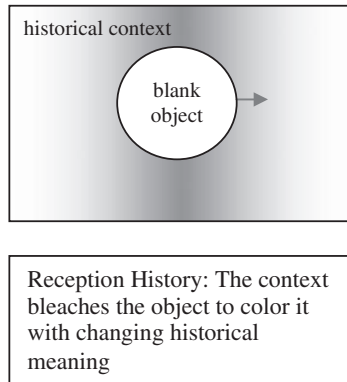 historical context
blank
object
Reception History: The context
bleaches the object to color it
with changing historical
meaning